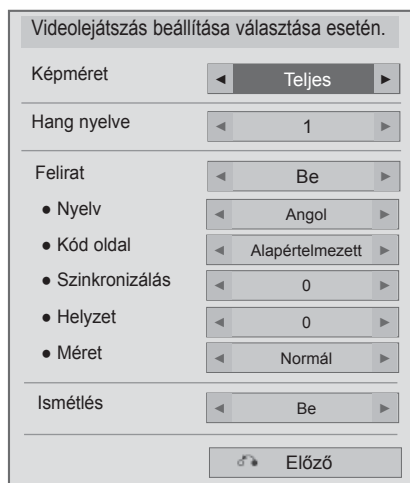 Videolejátszás beállítása választása esetén.
Képméret ◄ Teljes ►
Hang nyelve ◄ 1 ►
Felirat ◄ Be ►
● Nyelv ◄ Angol ►
● Kód oldal ◄ Alapértelmezett ►
● Szinkronizálás ◄ 0 ►
● Helyzet ◄ 0 ►
● Méret ◄ Normál ►
Ismétlés ◄ Be ►
Előző